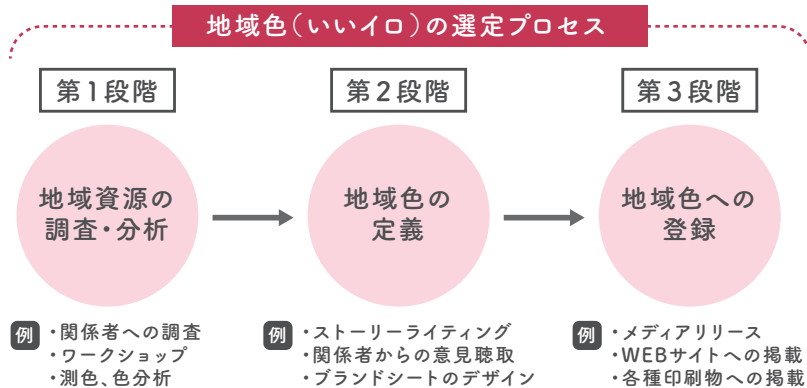 地域色(いいイロ)の選定プロセス
第1段階
地域資源の
調査・分析
例
・関係者への調査
・ワークショップ
・測色、色分析
第2段階
地域色の
定義
例
・ストーリーライティング
・関係者からの意見聴取
・ブランドシートのデザイン
第3段階
地域色への
登録
例
・メディアリリース
・WEBサイトへの掲載
・各種印刷物への掲載